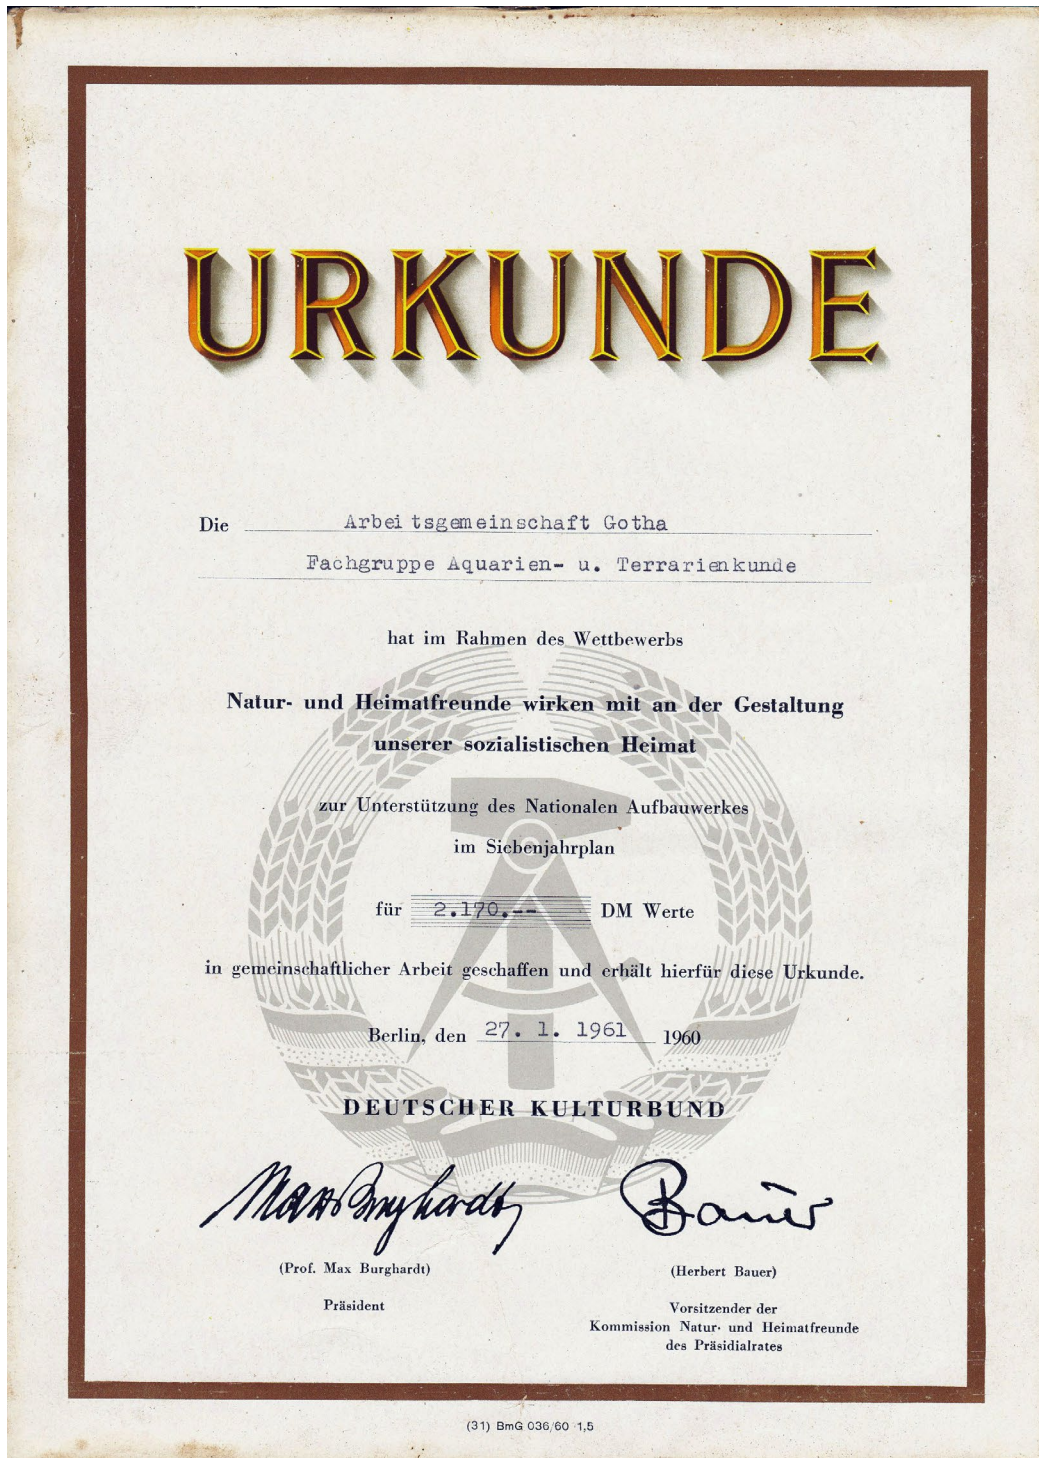 URKUNDE
Die Arbeitsgemeinschaft Gotha
Fachgruppe Aquarien- u. Terrarienkunde
hat im Rahmen des Wettbewerbs
Natur- und Heimatfreunde wirken mit an der Gestaltung
unserer sozialistischen Heimat
zur Unterstützung des Nationalen Aufbauwerkes
im Siebenjahrplan
für 2.170.-- DM Werte
in gemeinschaftlicher Arbeit geschaffen und erhält hierfür diese Urkunde.
Berlin, den 27. 1. 1961 1960
DEUTSCHER KULTURBUND
Max Burghardt Bauer
(Prof. Max Burghardt) (Herbert Bauer)
Präsident Vorsitzender der
Kommission Natur- und Heimatfreunde
des Präsidialrates
(31) BmG 036/60 1,5